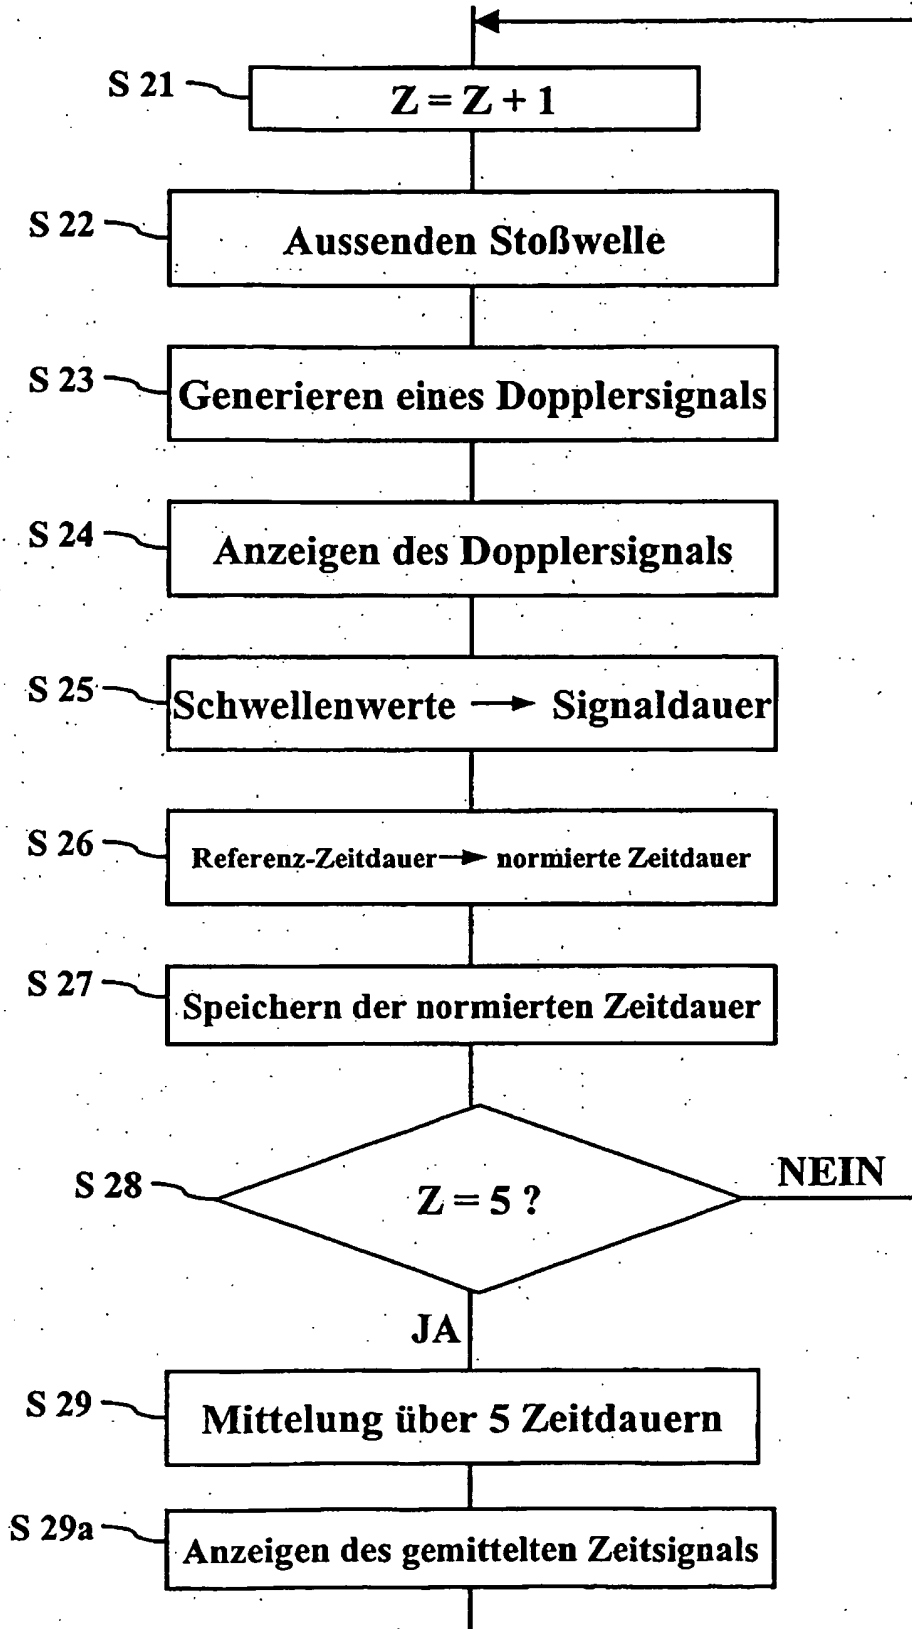 S 21
Z = Z + 1
S 22
Aussenden Stoßwelle
S 23
Generieren eines Dopplersignals
S 24
Anzeigen des Dopplersignals
S 25
Schwellenwerte → Signaldauer
S 26
Referenz-Zeitdauer → normierte Zeitdauer
S 27
Speichern der normierten Zeitdauer
S 28
Z = 5 ?
NEIN
JA
S 29
Mittelung über 5 Zeitdauern
S 29a
Anzeigen des gemittelten Zeitsignals